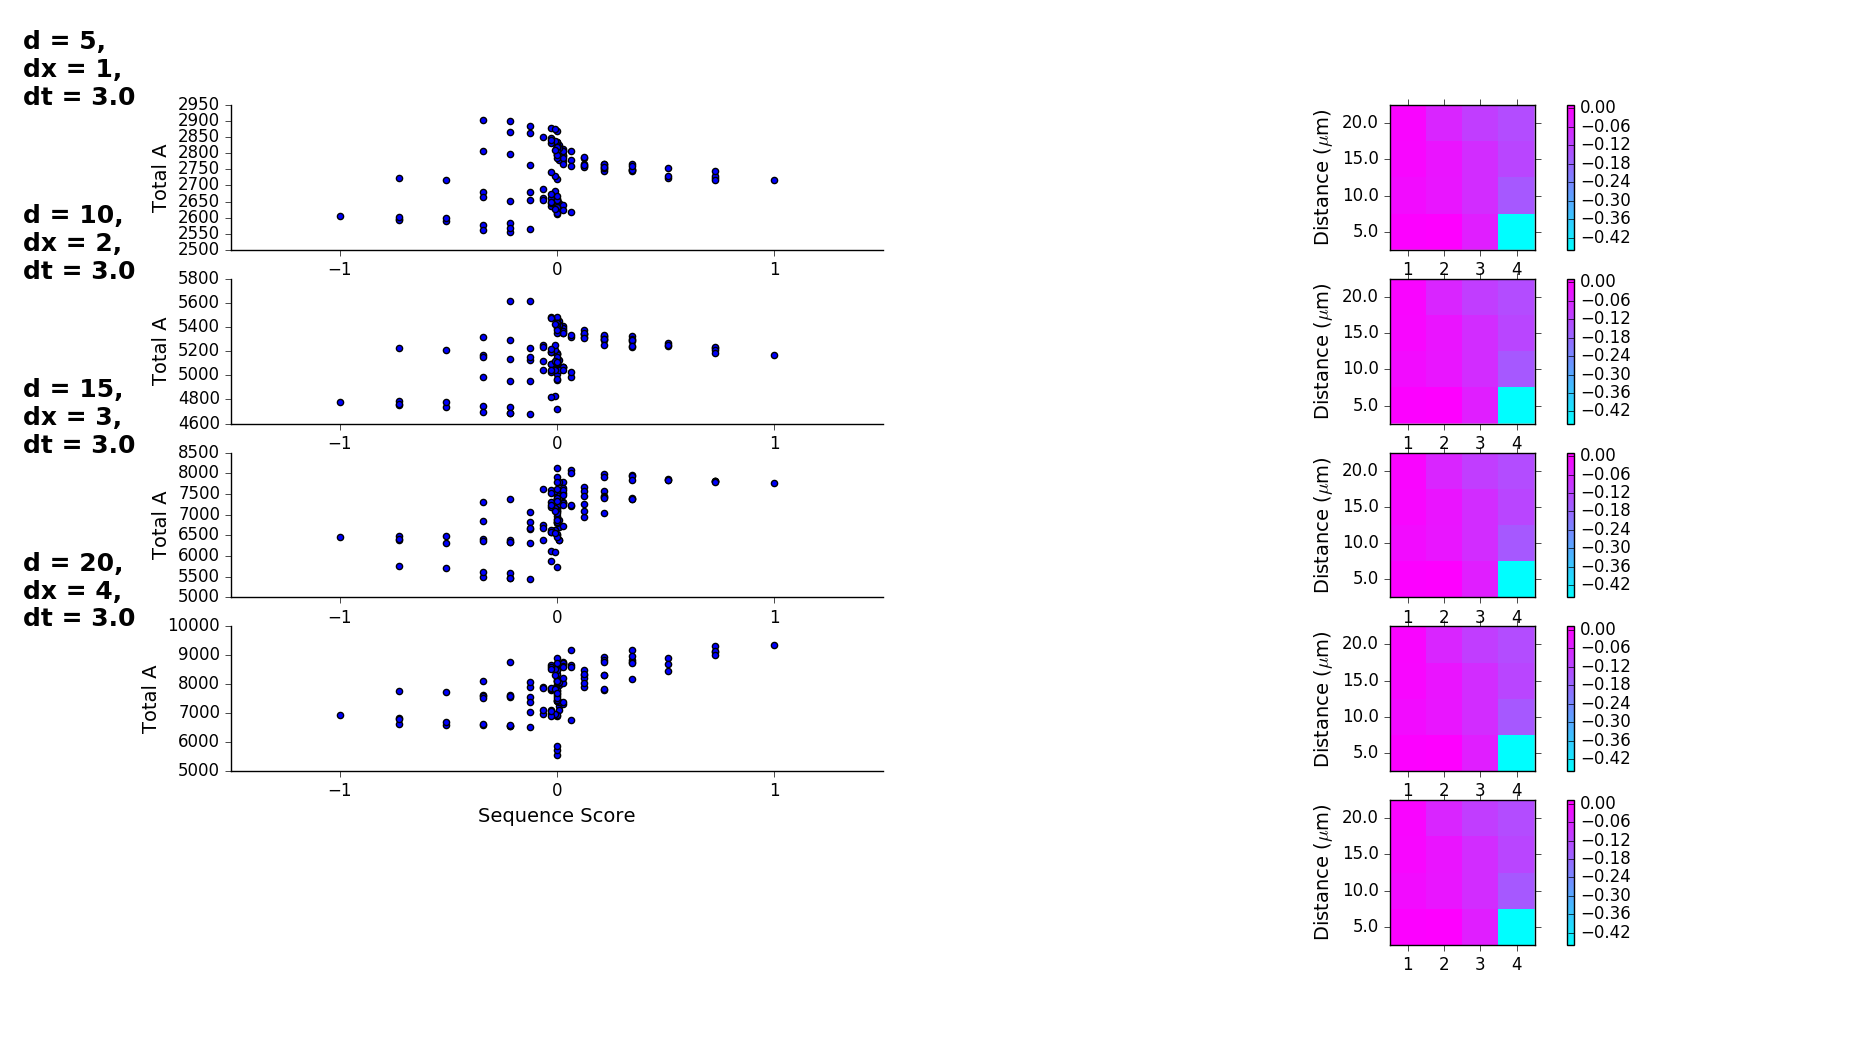 d = 5,
dx = 1,
dt = 3.0
2950
2900
2850
2800
2750
2700
2650
2600
2550
2500
Total A
−1 0 1
d = 10,
dx = 2,
dt = 3.0
5800
5600
5400
5200
5000
4800
4600
Total A
−1 0 1
d = 15,
dx = 3,
dt = 3.0
8500
8000
7500
7000
6500
6000
5500
5000
Total A
−1 0 1
d = 20,
dx = 4,
dt = 3.0
10000
9000
8000
7000
6000
5000
Total A
−1 0 1
Sequence Score
Distance (μm)
20.0
15.0
10.0
5.0
1 2 3 4
0.00
−0.06
−0.12
−0.18
−0.24
−0.30
−0.36
−0.42
Distance (μm)
20.0
15.0
10.0
5.0
1 2 3 4
0.00
−0.06
−0.12
−0.18
−0.24
−0.30
−0.36
−0.42
Distance (μm)
20.0
15.0
10.0
5.0
1 2 3 4
0.00
−0.06
−0.12
−0.18
−0.24
−0.30
−0.36
−0.42
Distance (μm)
20.0
15.0
10.0
5.0
1 2 3 4
0.00
−0.06
−0.12
−0.18
−0.24
−0.30
−0.36
−0.42
Distance (μm)
20.0
15.0
10.0
5.0
1 2 3 4
0.00
−0.06
−0.12
−0.18
−0.24
−0.30
−0.36
−0.42